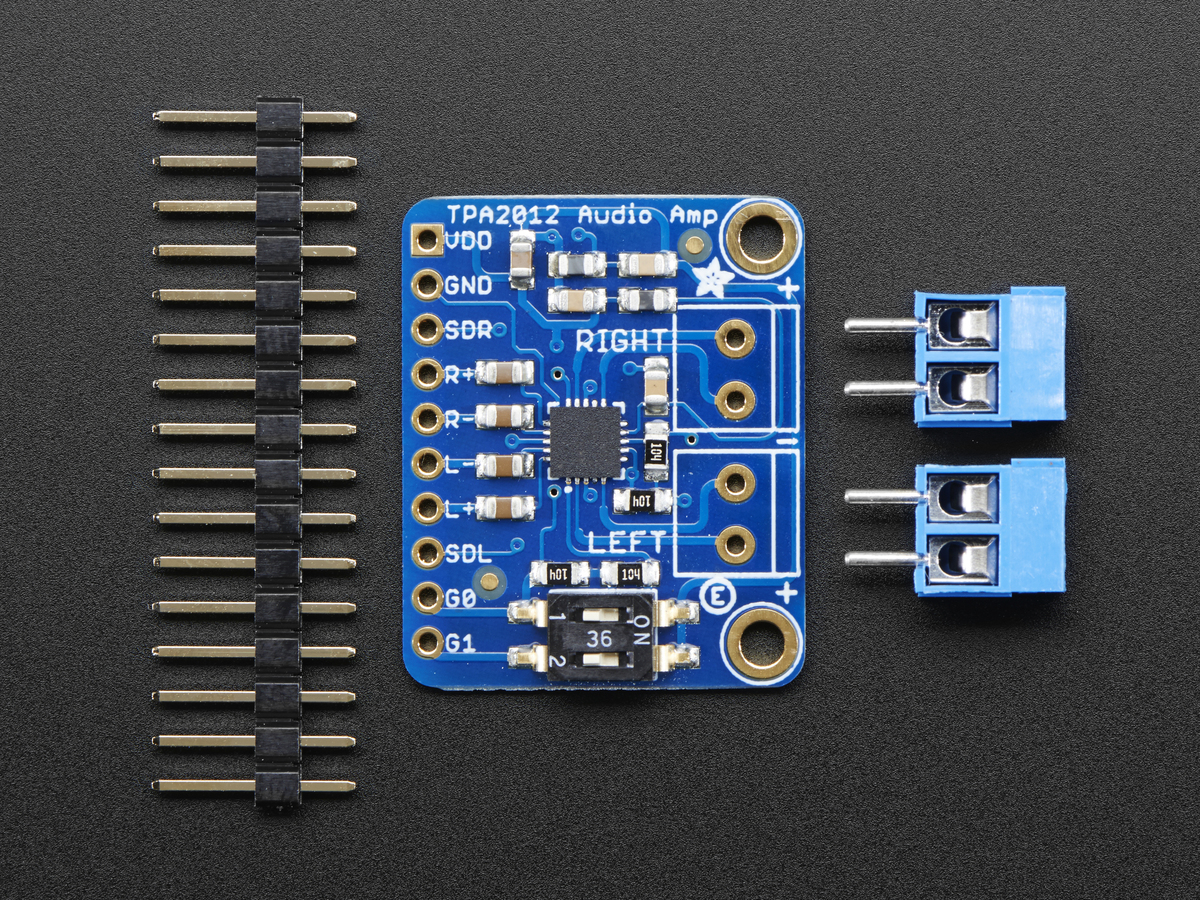 TPA2012 Audio Amp
VDD
GND
+
SDR
RIGHT
R+
R-
-
L-
104
104
L+
LEFT
SDL
104
104
+
G0
E
1
ON
36
G1
2